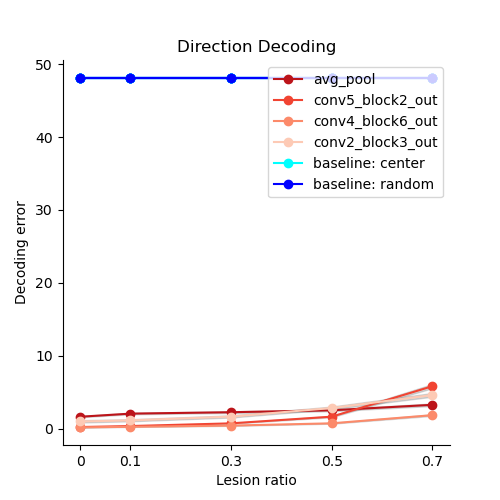 Direction Decoding
50
40
30
20
10
0
Decoding error
avg_pool
conv5_block2_out
conv4_block6_out
conv2_block3_out
baseline: center
baseline: random
0 0.1 0.3 0.5 0.7
Lesion ratio